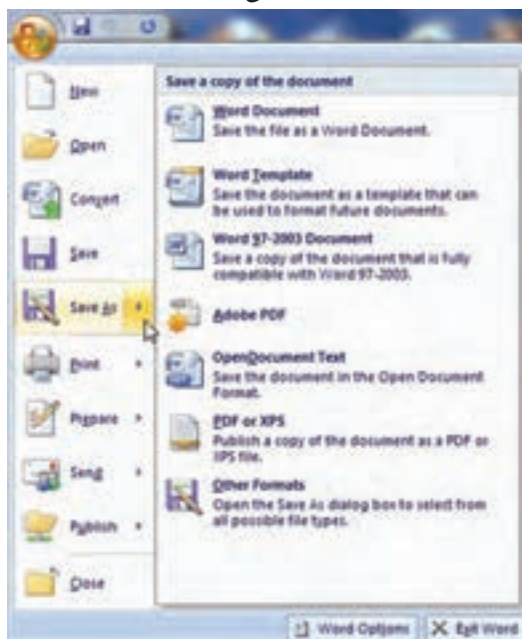 New
Open
Convert
Save
Save As
Print
Prepare
Send
Publish
Close
Save a copy of the document
Word Document
Save the file as a Word Document.
Word Template
Save the document as a template that can
be used to format future documents.
Word 97-2003 Document
Save a copy of the document that is fully
compatible with Word 97-2003.
Adobe PDF
OpenDocument Text
Save the document in the Open Document
Format.
PDF or XPS
Publish a copy of the document as a PDF or
XPS file.
Other Formats
Open the Save As dialog box to select from
all possible file types.
Word Options
Exit Word